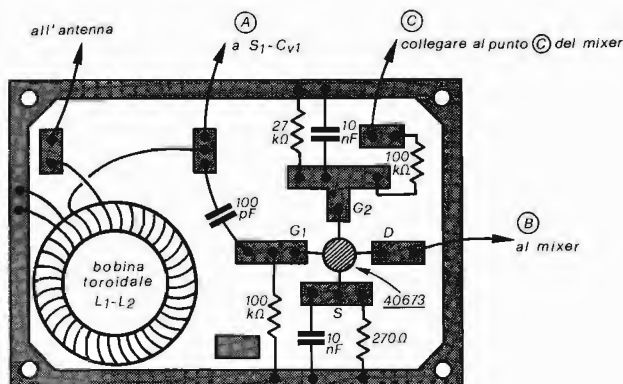 all'antenna
A
a S1-Cv1
C
collegare al punto C del mixer
27
kΩ
10
nF
100
kΩ
G2
100
pF
G1
D
B
al mixer
bobina
toroidale
L1-L2
40673
100
kΩ
S
10
nF
270Ω